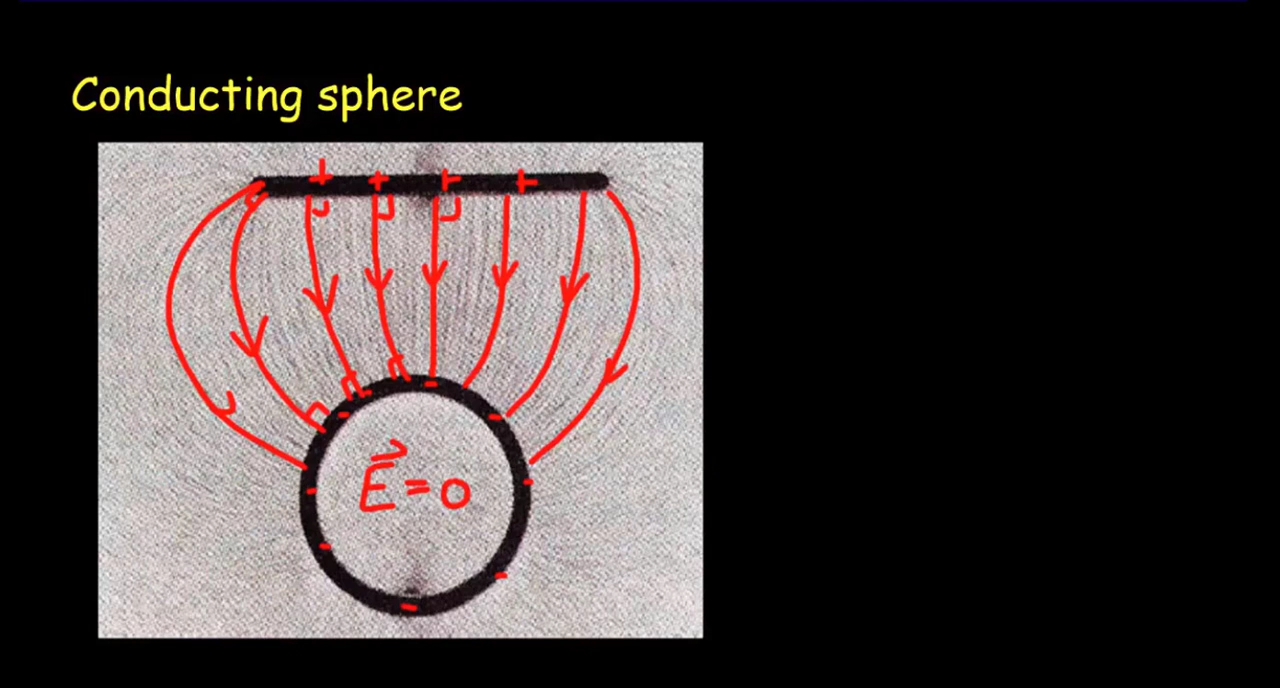 Conducting sphere
+ + + +
E⃗ = 0